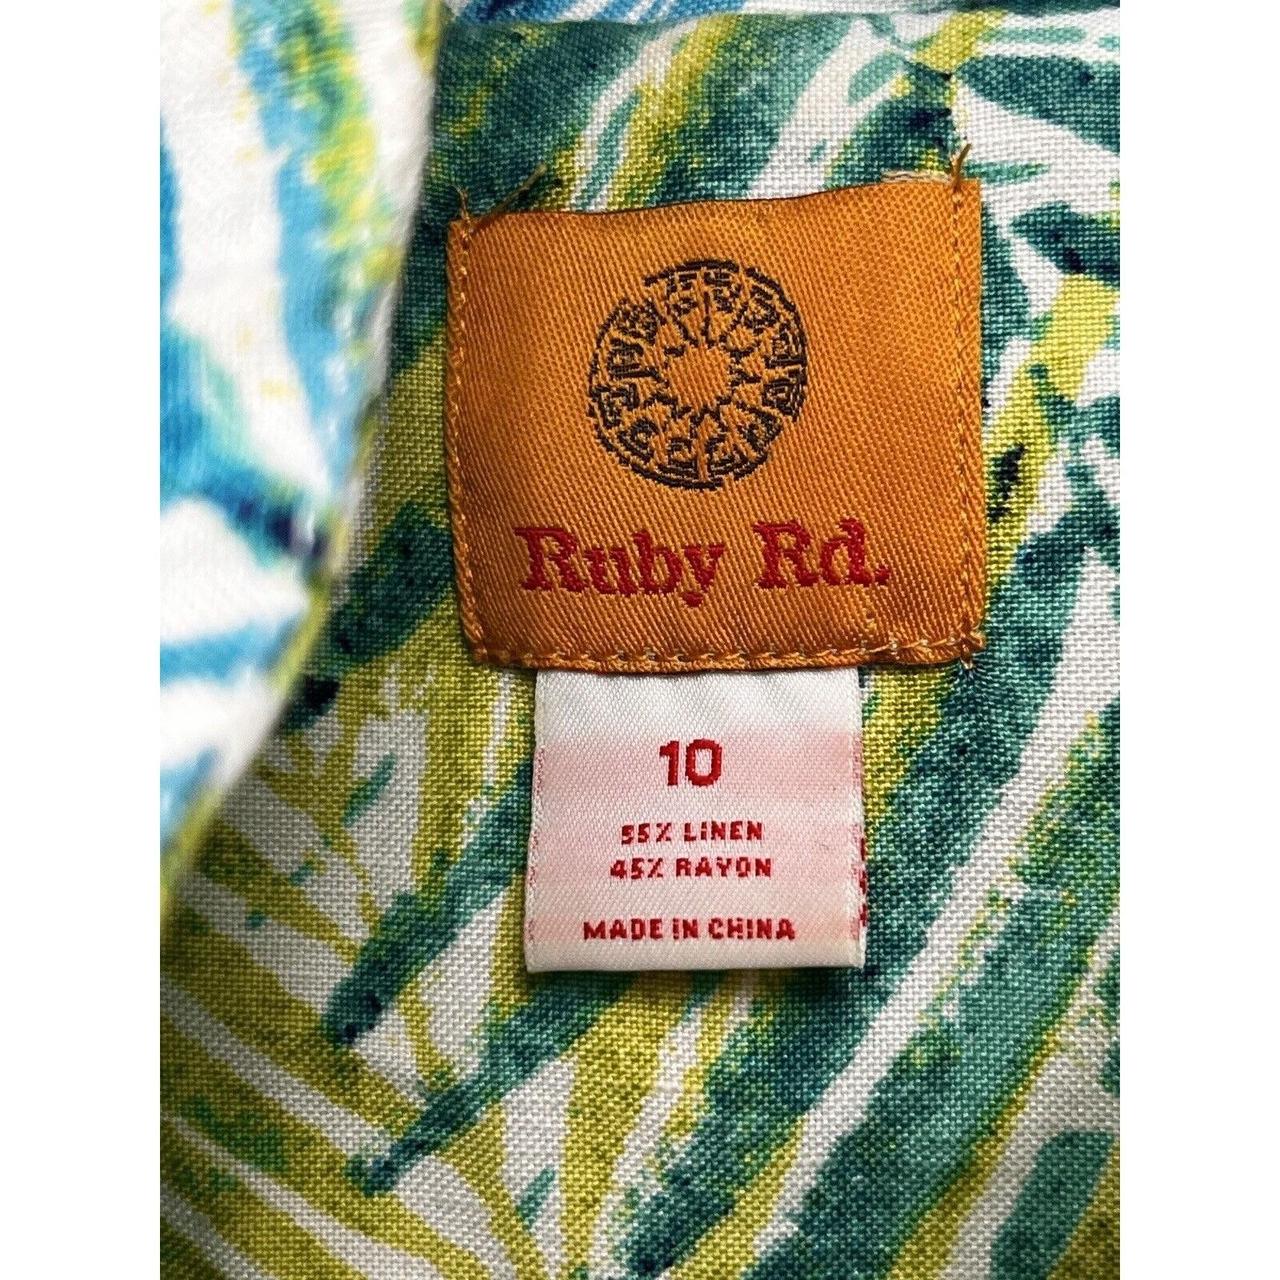 Ruby Rd.
10
55% LINEN
45% RAYON
MADE IN CHINA